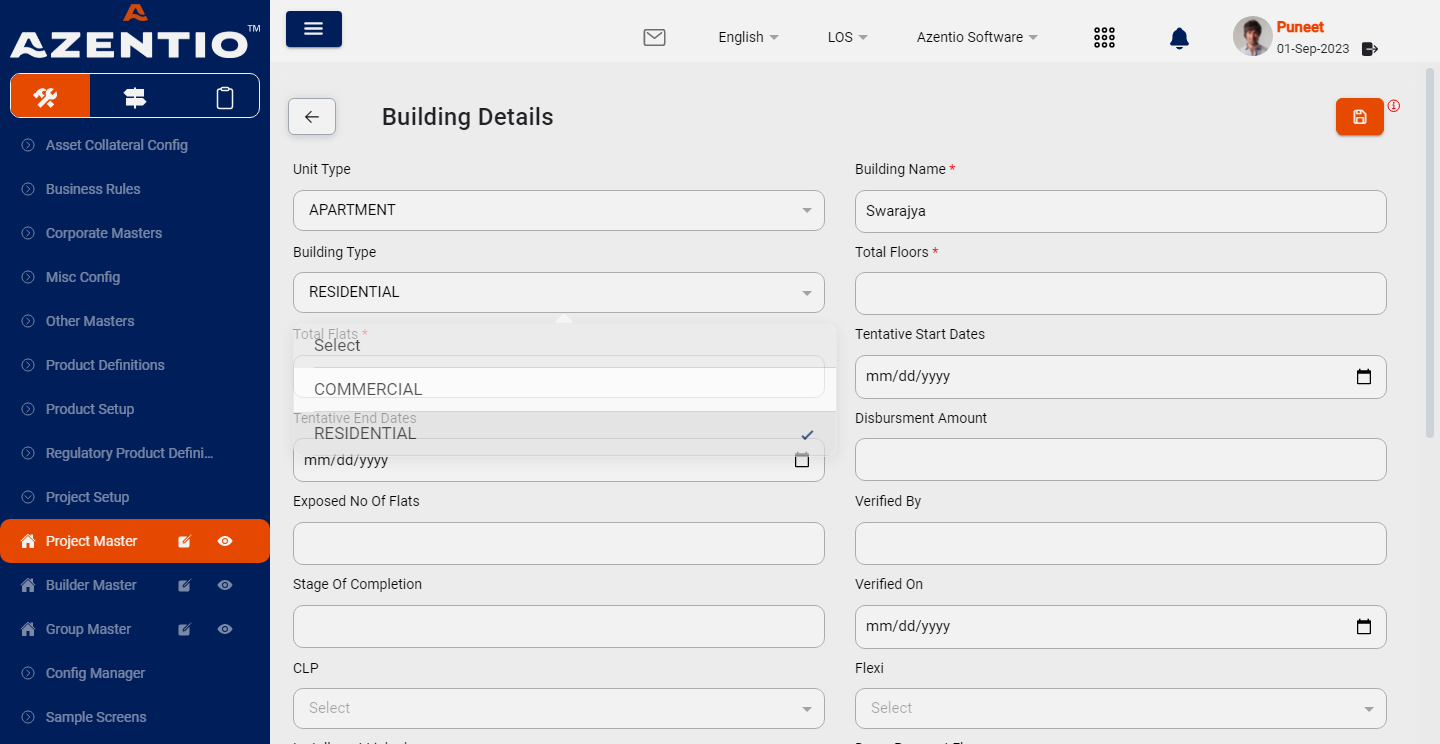 AZENTIO™
English
LOS
Azentio Software
Puneet
01-Sep-2023
Asset Collateral Config
Business Rules
Corporate Masters
Misc Config
Other Masters
Product Definitions
Product Setup
Regulatory Product Defini...
Project Setup
Project Master
Builder Master
Group Master
Config Manager
Sample Screens
Building Details
Unit Type
APARTMENT
Building Name *
Swarajya
Building Type
RESIDENTIAL
Total Floors *
Total Flats *
Select
COMMERCIAL
RESIDENTIAL
Tentative Start Dates
mm/dd/yyyy
Tentative End Dates
mm/dd/yyyy
Disbursment Amount
Exposed No Of Flats
Verified By
Stage Of Completion
Verified On
mm/dd/yyyy
CLP
Select
Flexi
Select